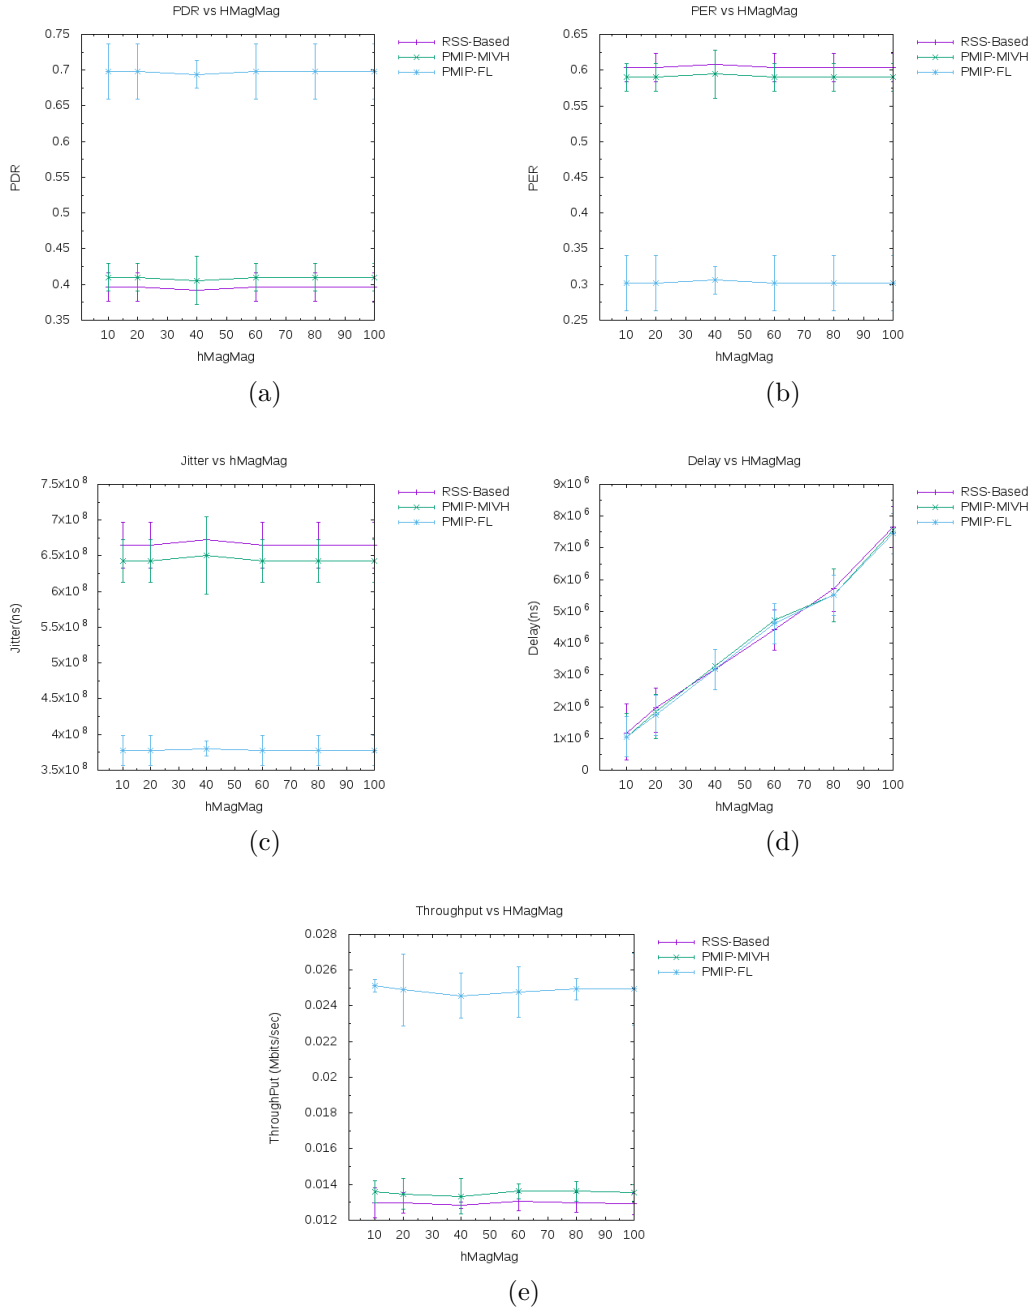 PDR vs HMagMag
0.75
0.7
0.65
0.6
0.55
0.5
0.45
0.4
0.35
PDR
10 20 30 40 50 60 70 80 90 100
hMagMag
RSS-Based
PMIP-MIVH
PMIP-FL
(a)
PER vs HMagMag
0.65
0.6
0.55
0.5
0.45
0.4
0.35
0.3
0.25
PER
10 20 30 40 50 60 70 80 90 100
hMagMag
RSS-Based
PMIP-MIVH
PMIP-FL
(b)
Jitter vs hMagMag
7.5x10^8
7x10^8
6.5x10^8
6x10^8
5.5x10^8
5x10^8
4.5x10^8
4x10^8
3.5x10^8
Jitter(ns)
10 20 30 40 50 60 70 80 90 100
hMagMag
RSS-Based
PMIP-MIVH
PMIP-FL
(c)
Delay vs HMagMag
9x10^6
8x10^6
7x10^6
6x10^6
5x10^6
4x10^6
3x10^6
2x10^6
1x10^6
0
Delay(ns)
10 20 30 40 50 60 70 80 90 100
hMagMag
RSS-Based
PMIP-MIVH
PMIP-FL
(d)
Throughput vs HMagMag
0.028
0.026
0.024
0.022
0.02
0.018
0.016
0.014
0.012
ThroughPut (Mbits/sec)
10 20 30 40 50 60 70 80 90 100
hMagMag
RSS-Based
PMIP-MIVH
PMIP-FL
(e)